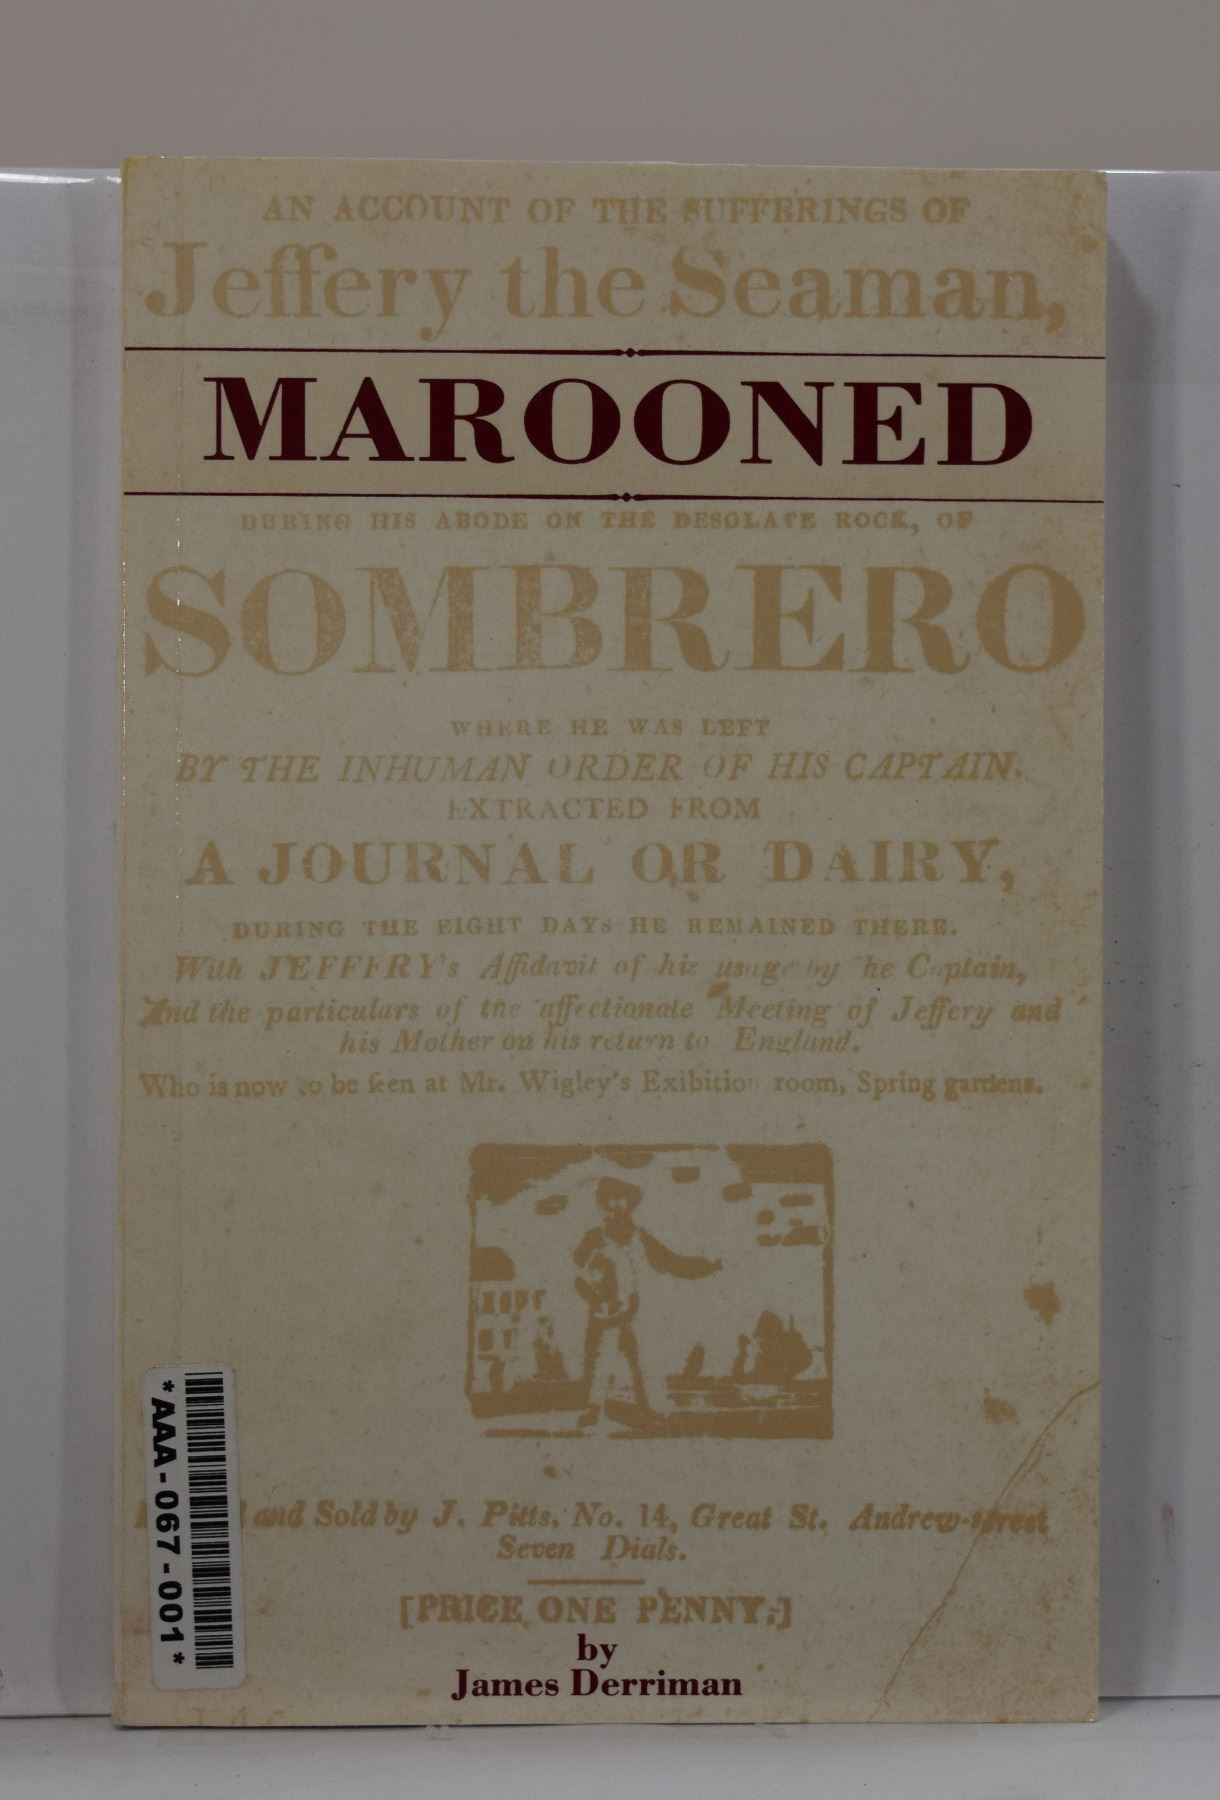 AN ACCOUNT OF THE SUFFERINGS OF
Jeffery the Seaman,
MAROONED
DURING HIS ABODE ON THE DESOLATE ROCK, OF
SOMBRERO
WHERE HE WAS LEFT
BY THE INHUMAN ORDER OF HIS CAPTAIN.
EXTRACTED FROM
A JOURNAL OR DAIRY,
DURING THE EIGHT DAYS HE REMAINED THERE.
With JEFFFRY's Affidavit of his usage by he Captain,
And the particulars of the affectionate Meeting of Jeffery and
his Mother on his return to England.
Who is now to be seen at Mr. Wigley's Exibition room, Spring gardens.
and Sold by J. Pitts, No. 14, Great St. Andrew-street
Seven Dials.
[PRICE ONE PENNY.]
by
James Derriman
*AAA-067-001*